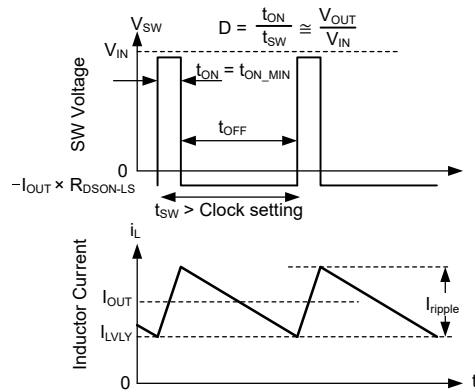 V_SW
D = t_ON / t_SW ≅ V_OUT / V_IN
V_IN
t_ON = t_ON_MIN
SW Voltage
t_OFF
0
−I_OUT × R_DSON-LS
t_SW > Clock setting
i_L
Inductor Current
I_OUT
I_ripple
I_LVLY
0
t